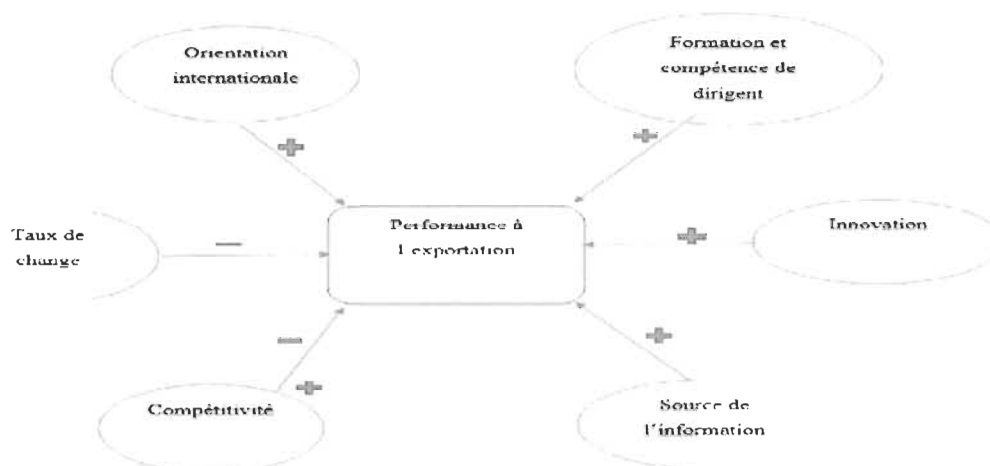 Orientation
internationale
Formation et
compétence de
dirigent
+
+
Performance à
l exportation
Taux de
change
−
+
Innovation
−
+
+
Compétitivité
Source de
l'information